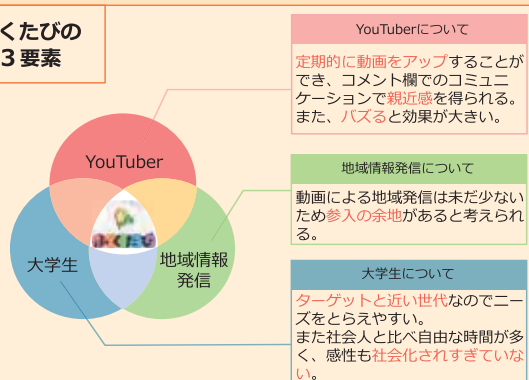 くたびの
3要素
YouTuber
大学生
地域情報
発信
YouTuberについて
定期的に動画をアップすることが
でき、コメント欄でのコミュニ
ケーションで親近感を得られる。
また、バズると効果が大きい。
地域情報発信について
動画による地域発信は未だ少ない
ため参入の余地があると考えられ
る。
大学生について
ターゲットと近い世代なのでニー
ズをとらえやすい。
また社会人と比べ自由な時間が多
く、感性も社会化されすぎていな
い。